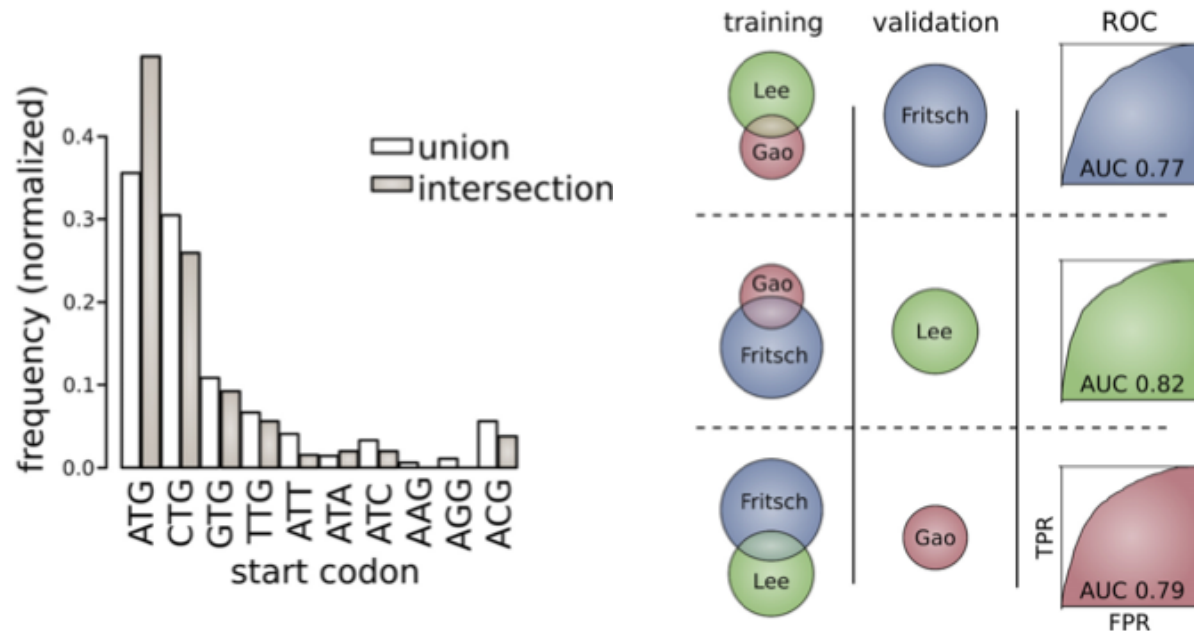 frequency (normalized)
0.4
0.3
0.2
0.1
0.0
union
intersection
ATG
CTG
GTG
TTG
ATT
ATA
ATC
AAG
AGG
ACG
start codon
training validation ROC
Lee
Gao
Fritsch
AUC 0.77
Gao
Fritsch
Lee
AUC 0.82
Fritsch
Lee
Gao
TPR
AUC 0.79
FPR